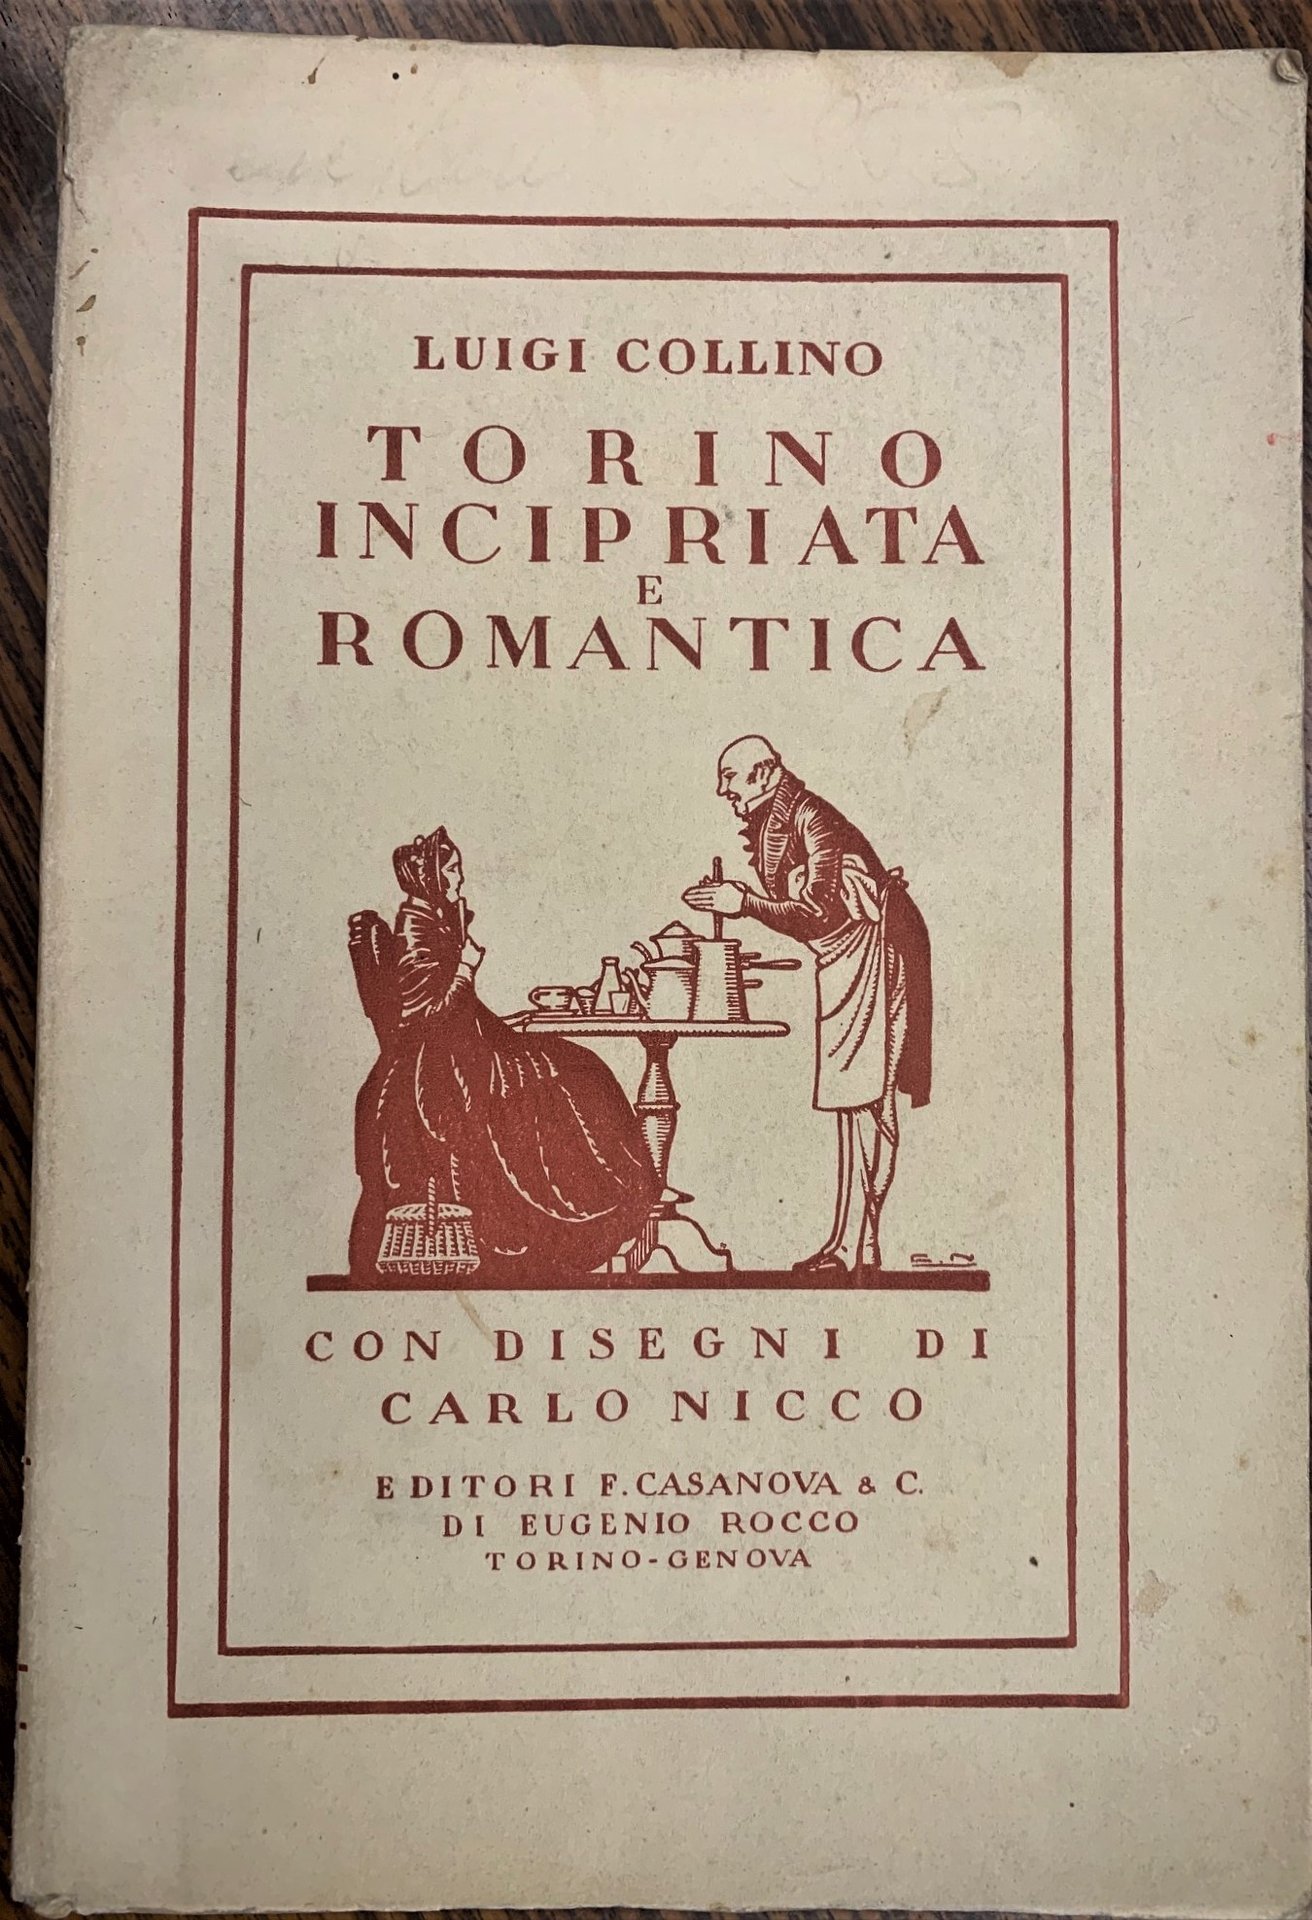 LUIGI COLLINO
TORINO
INCIPRIATA
E
ROMANTICA
CON DISEGNI DI
CARLO NICCO
EDITORI F. CASANOVA & C.
DI EUGENIO ROCCO
TORINO-GENOVA